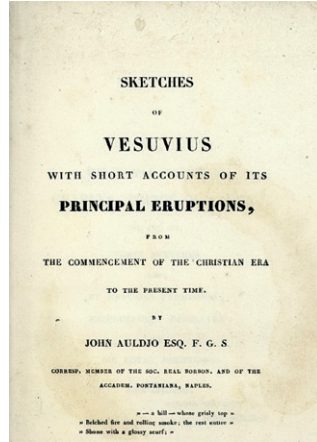 SKETCHES
OF
VESUVIUS
WITH SHORT ACCOUNTS OF ITS
PRINCIPAL ERUPTIONS,
FROM
THE COMMENCEMENT OF THE CHRISTIAN ERA
TO THE PRESENT TIME.
BY
JOHN AULDJO ESQ. F. G. S
CORRESP: MEMBER OF THE SOC. REAL BORBON. AND OF THE
ACCADEM. PONTANIANA, NAPLES.
» — a hill — whose grisly top »
» Belched fire and rolling smoke; the rest entire »
» Shone with a glossy scurf; »